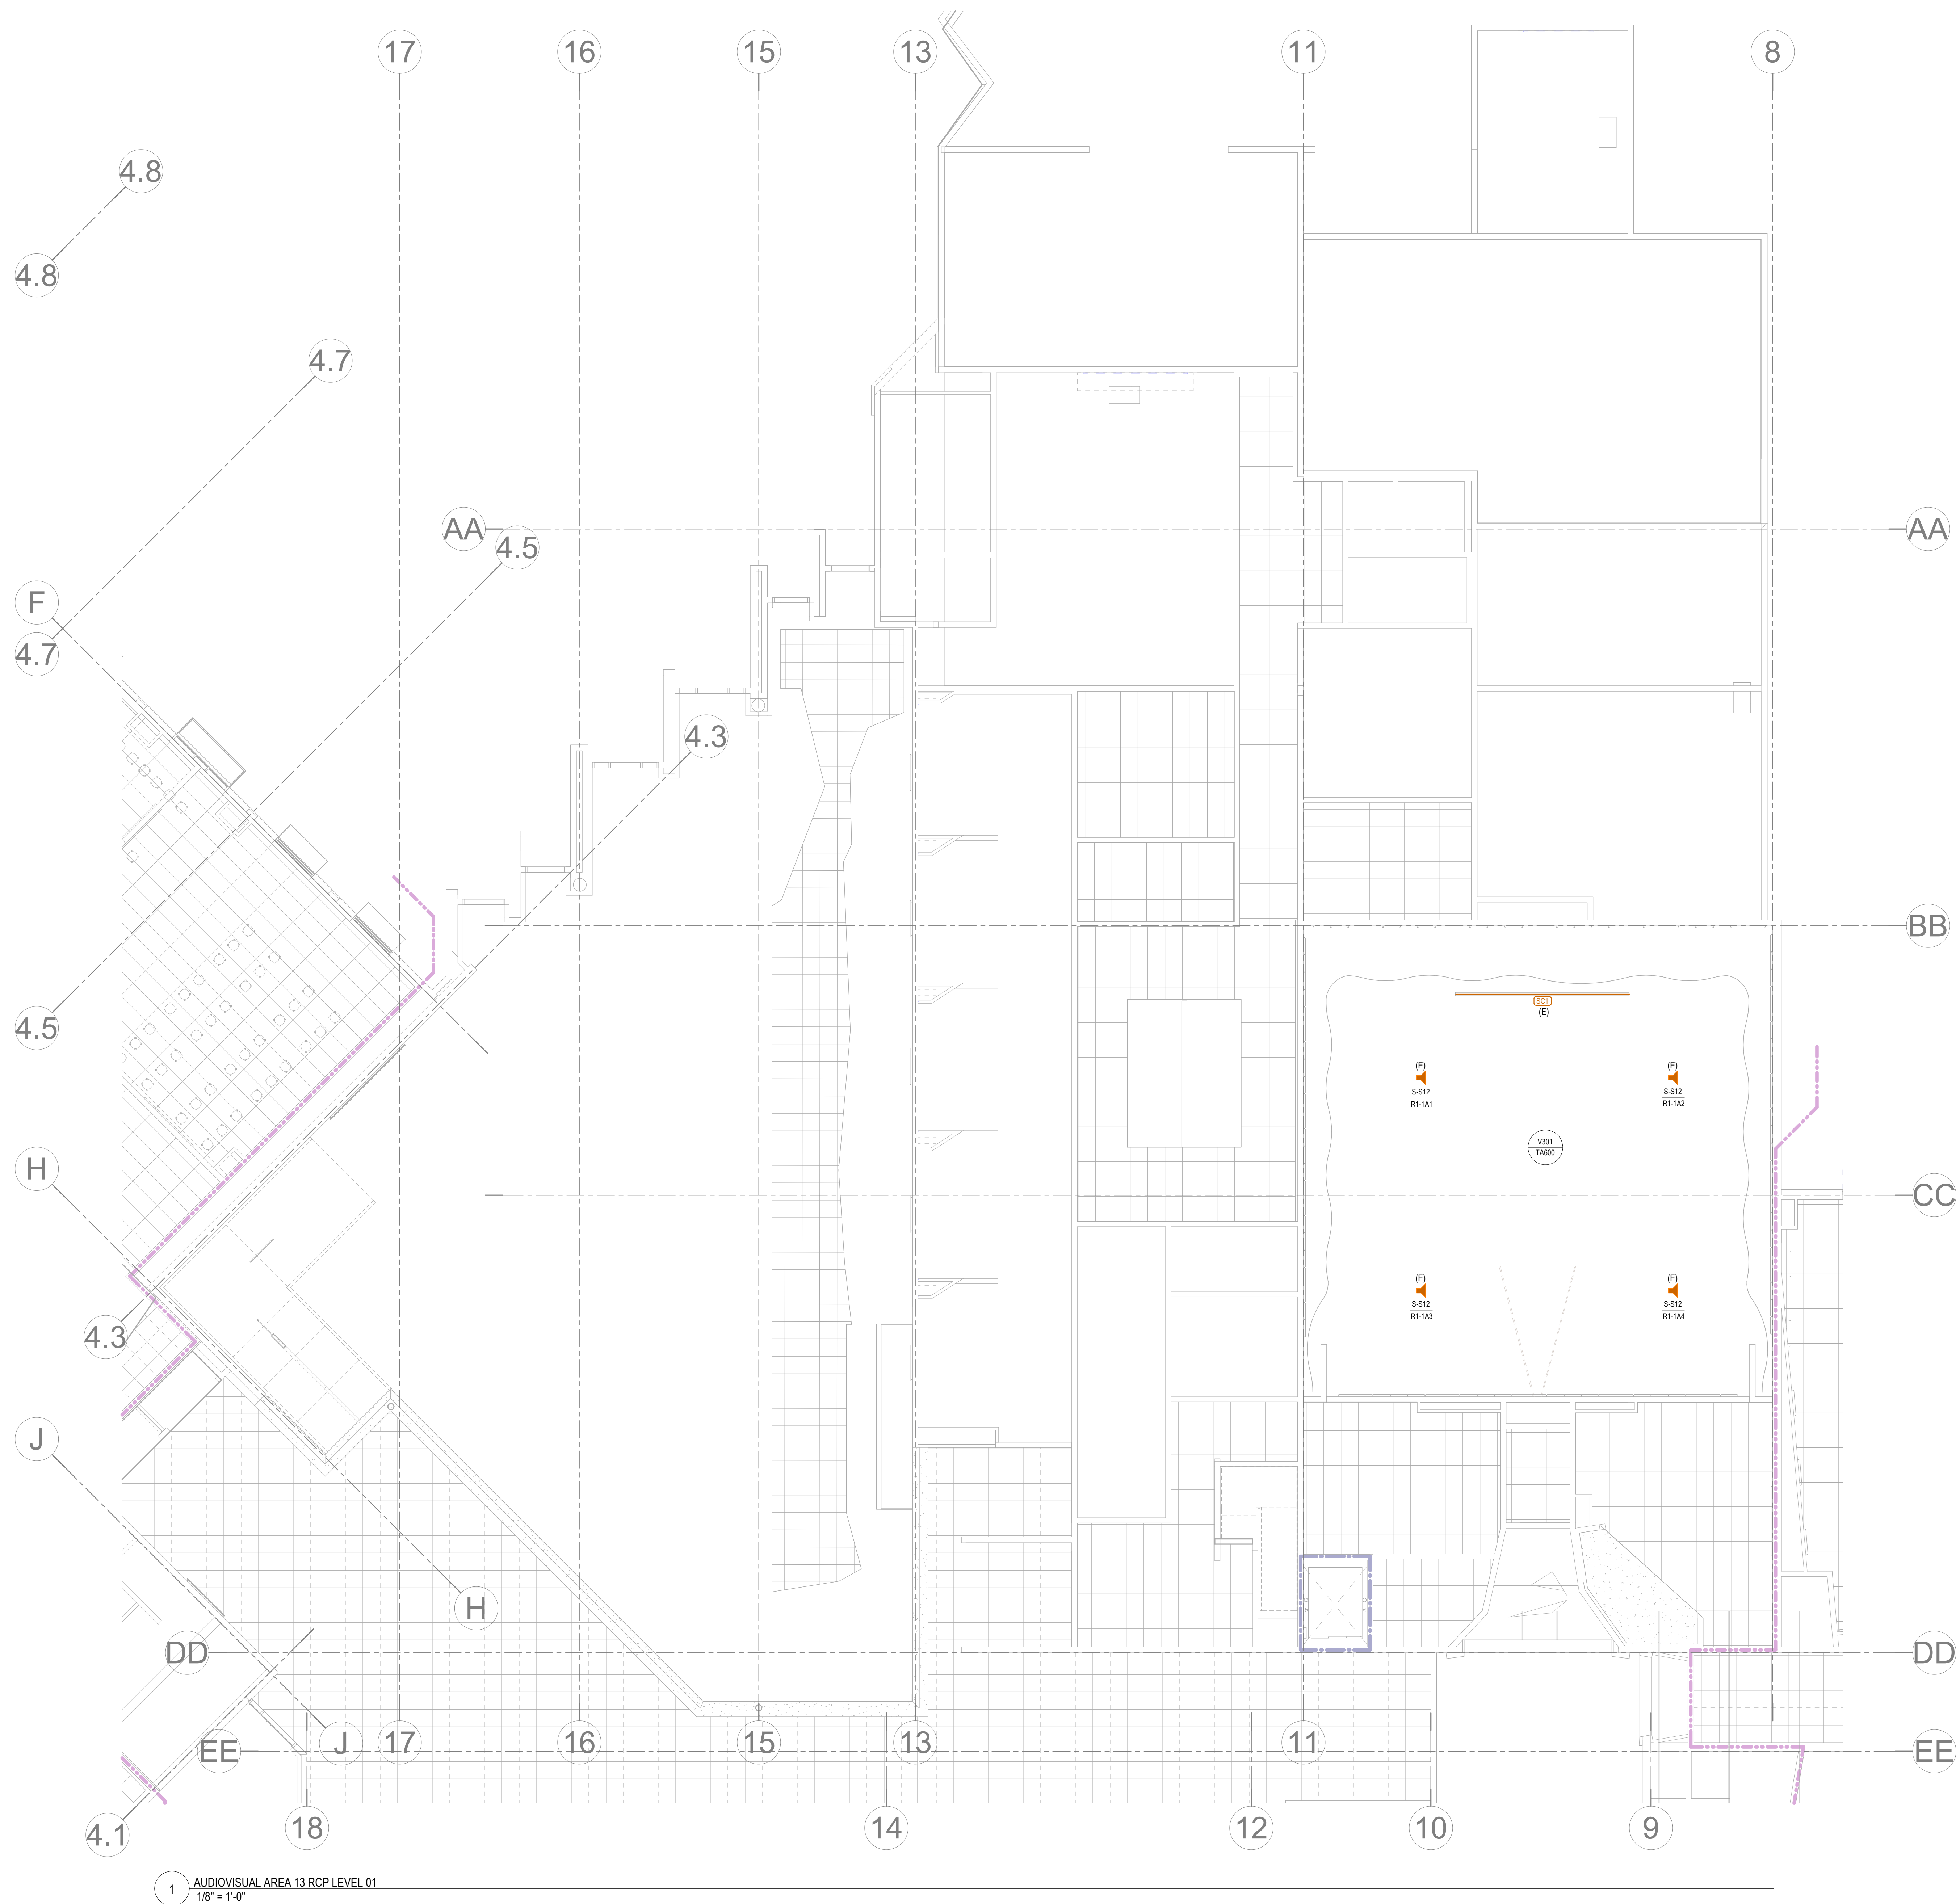 17
16
15
13
11
8
4.8
4.8
4.7
AA
4.5
AA
F
4.7
4.3
BB
SC1
(E)
4.5
(E)
S-S12
R1-1A1
(E)
S-S12
R1-1A2
V301
TA600
H
CC
(E)
S-S12
R1-1A3
(E)
S-S12
R1-1A4
4.3
J
H
DD
DD
EE
J
17
16
15
13
11
EE
4.1
18
14
12
10
9
1
AUDIOVISUAL AREA 13 RCP LEVEL 01
1/8" = 1'-0"